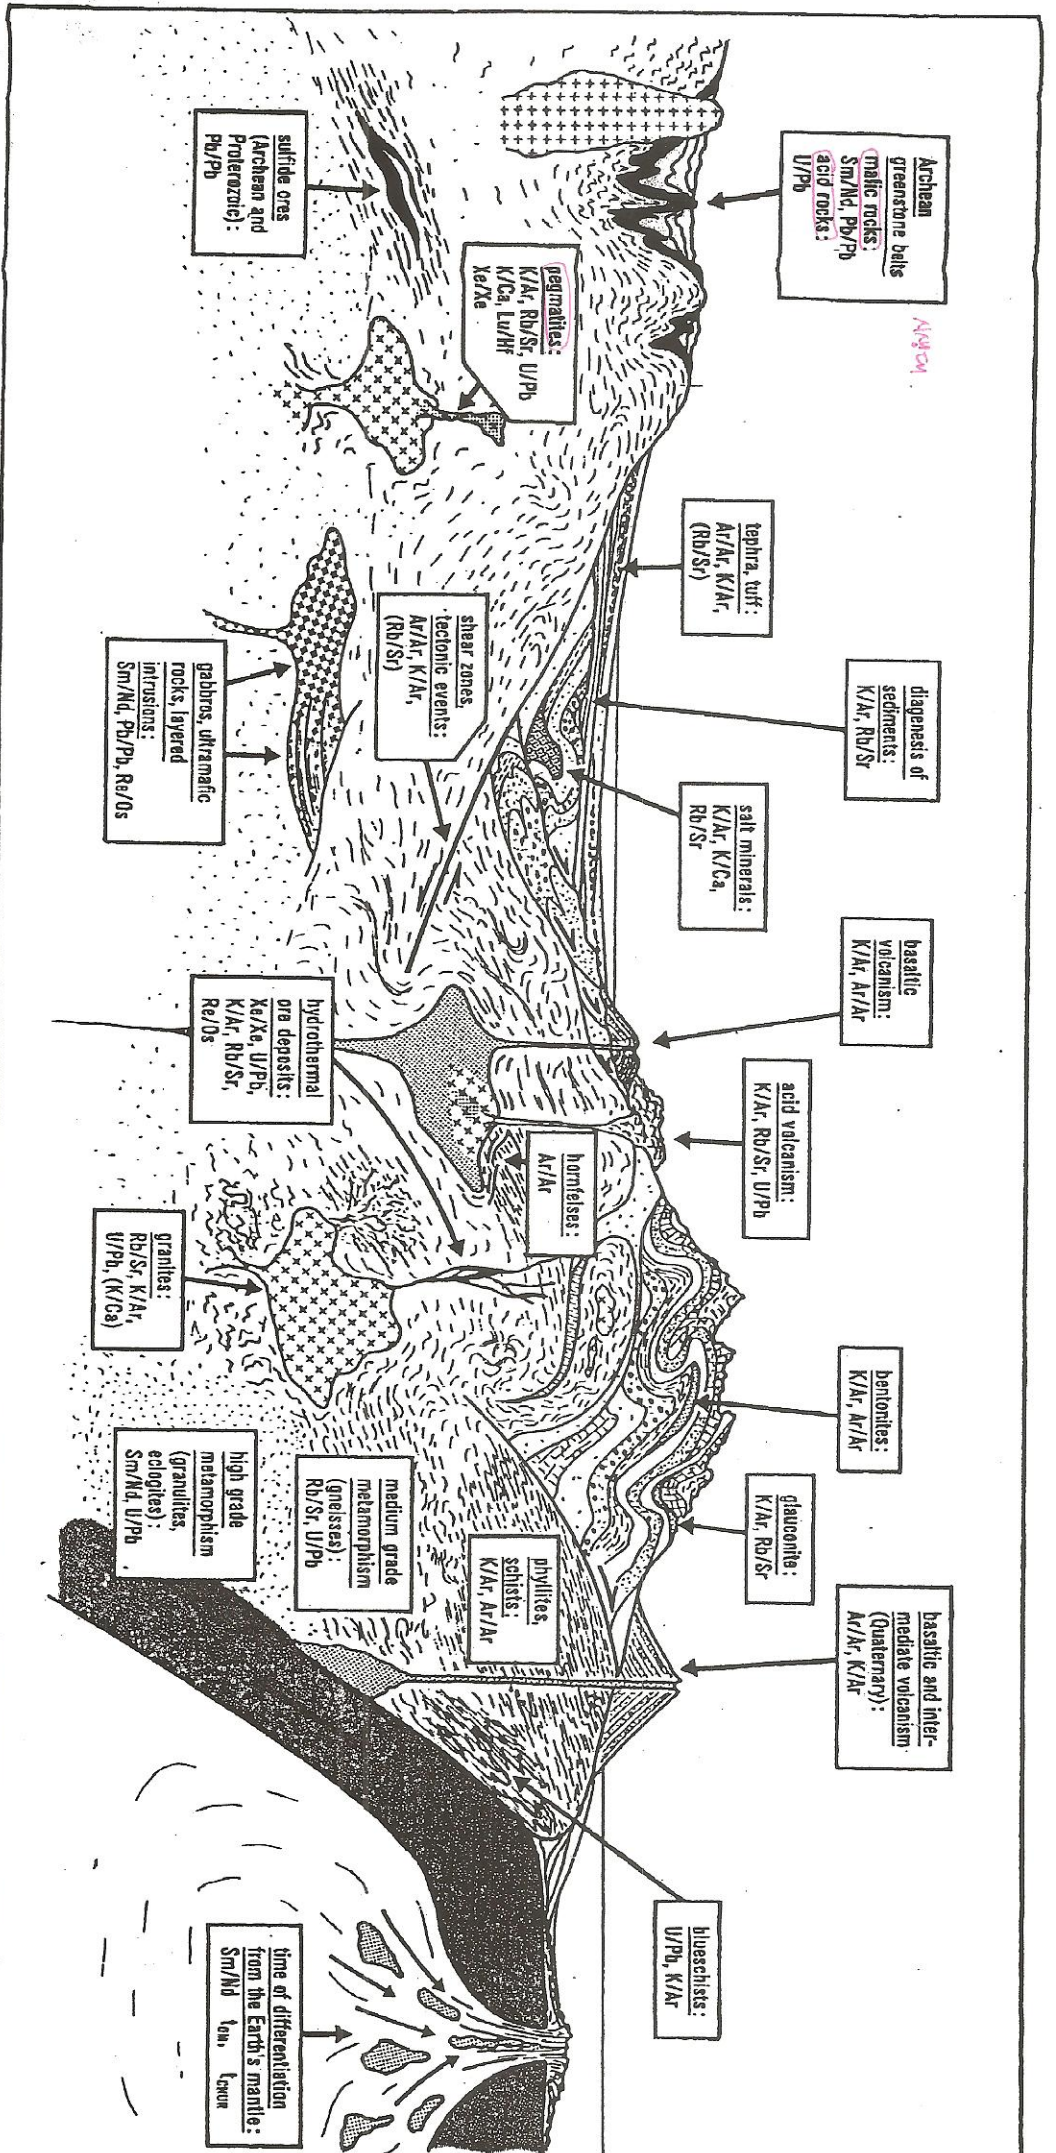 Archean
greenstone belts
mafic rocks:
Sm/Nd, Pb/Pb
acid rocks:
U/Pb
tephra, tuff:
Ar/Ar, K/Ar,
(Rb/Sr)
diagenesis of
sediments:
K/Ar, Rb/Sr
salt minerals:
K/Ar, K/Ca,
Rb/Sr
basaltic
volcanism:
K/Ar, Ar/Ar
acid volcanism:
K/Ar, Rb/Sr, U/Pb
bentonites:
K/Ar, Ar/Ar
glauconite:
K/Ar, Rb/Sr
basaltic and inter-
mediate volcanism
(Quaternary):
Ar/Ar, K/Ar
blueschists:
U/Pb, K/Ar
sulfide ores
(Archean and
Proterozoic):
Pb/Pb
pegmatites:
K/Ar, Rb/Sr, U/Pb
K/Ca, Lu/Hf
Xe/Xe
shear zones,
tectonic events:
Ar/Ar, K/Ar,
(Rb/Sr)
gabbros, ultramafic
rocks, layered
intrusions:
Sm/Nd, Pb/Pb, Re/Os
hydrothermal
ore deposits:
Xe/Xe, U/Pb,
K/Ar, Rb/Sr,
Re/Os
hornfelses:
Ar/Ar
granites:
Rb/Sr, K/Ar,
U/Pb, (K/Ca)
phyllites,
schists:
K/Ar, Ar/Ar
medium grade
metamorphism
(gneisses):
Rb/Sr, U/Pb
high grade
metamorphism
(granulites,
eclogites):
Sm/Nd, U/Pb
time of differentiation
from the Earth's mantle:
Sm/Nd tDM, tCHUR